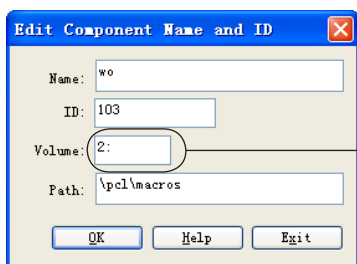 Edit Component Name and ID
Name: wo
ID: 103
Volume: 2:
Path: \pcl\macros
OK Help Exit